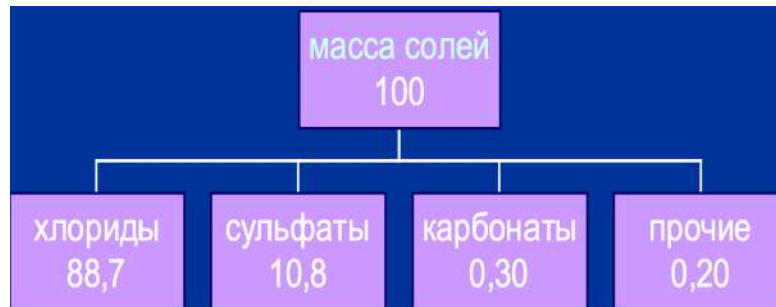 масса солей
100
хлориды
88,7
сульфаты
10,8
карбонаты
0,30
прочие
0,20